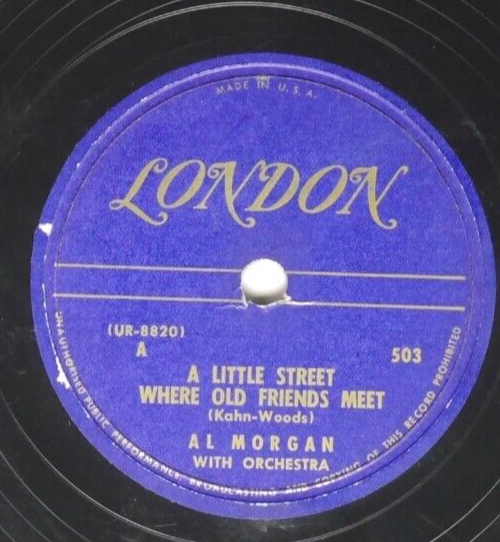 MADE IN U.S.A.
LONDON
(UR-8820)
A
503
A LITTLE STREET
WHERE OLD FRIENDS MEET
(Kahn-Woods)
AL MORGAN
WITH ORCHESTRA
UNAUTHORISED PUBLIC PERFORMANCE BROADCASTING AND COPYING OF THIS RECORD PROHIBITED